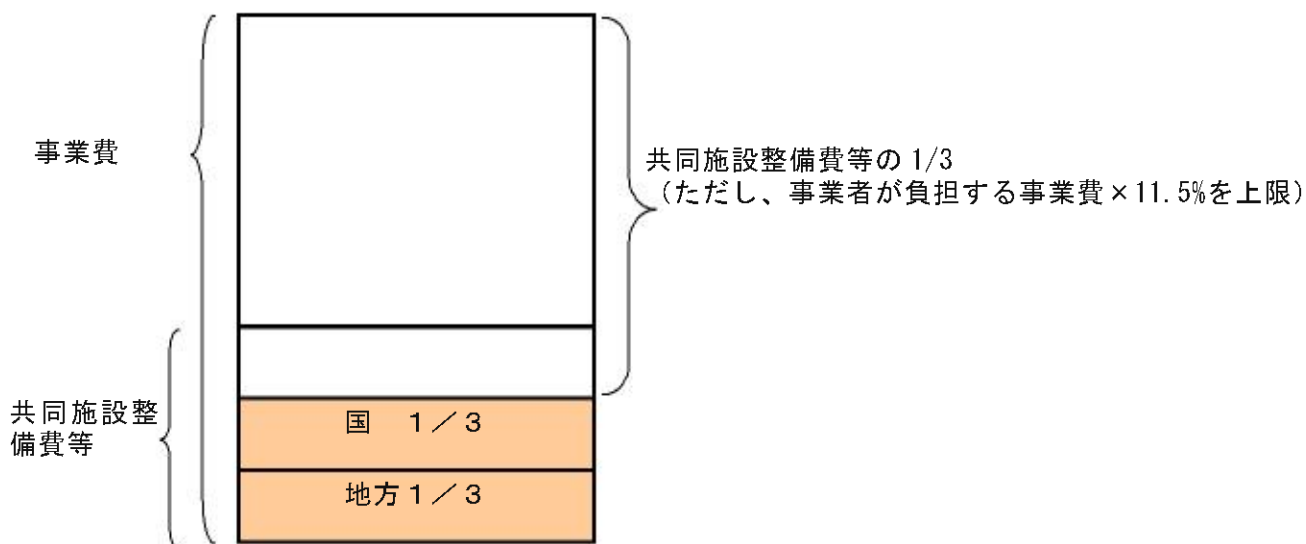 事業費
共同施設整備費等の 1/3
(ただし、事業者が負担する事業費×11.5%を上限)
共同施設整
備費等
国 1／3
地方1／3